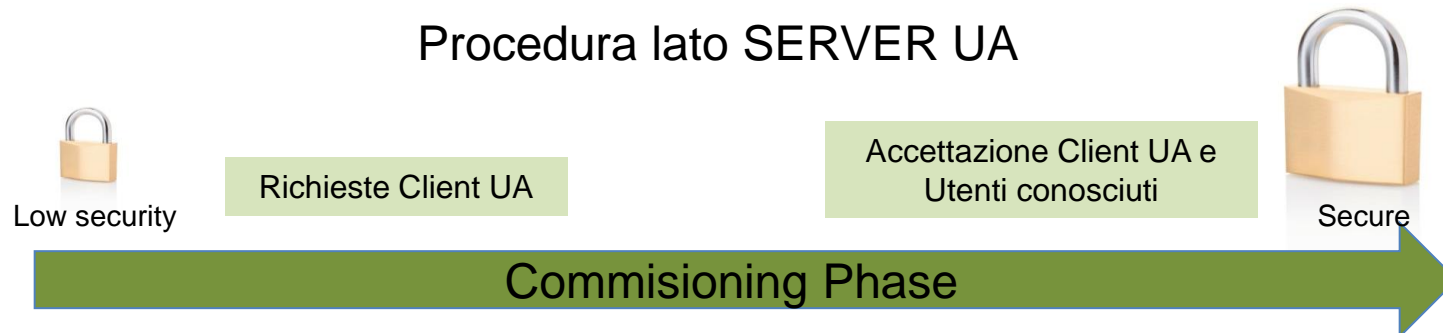 Procedura lato SERVER UA
Low security
Richieste Client UA
Accettazione Client UA e
Utenti conosciuti
Secure
Commisioning Phase